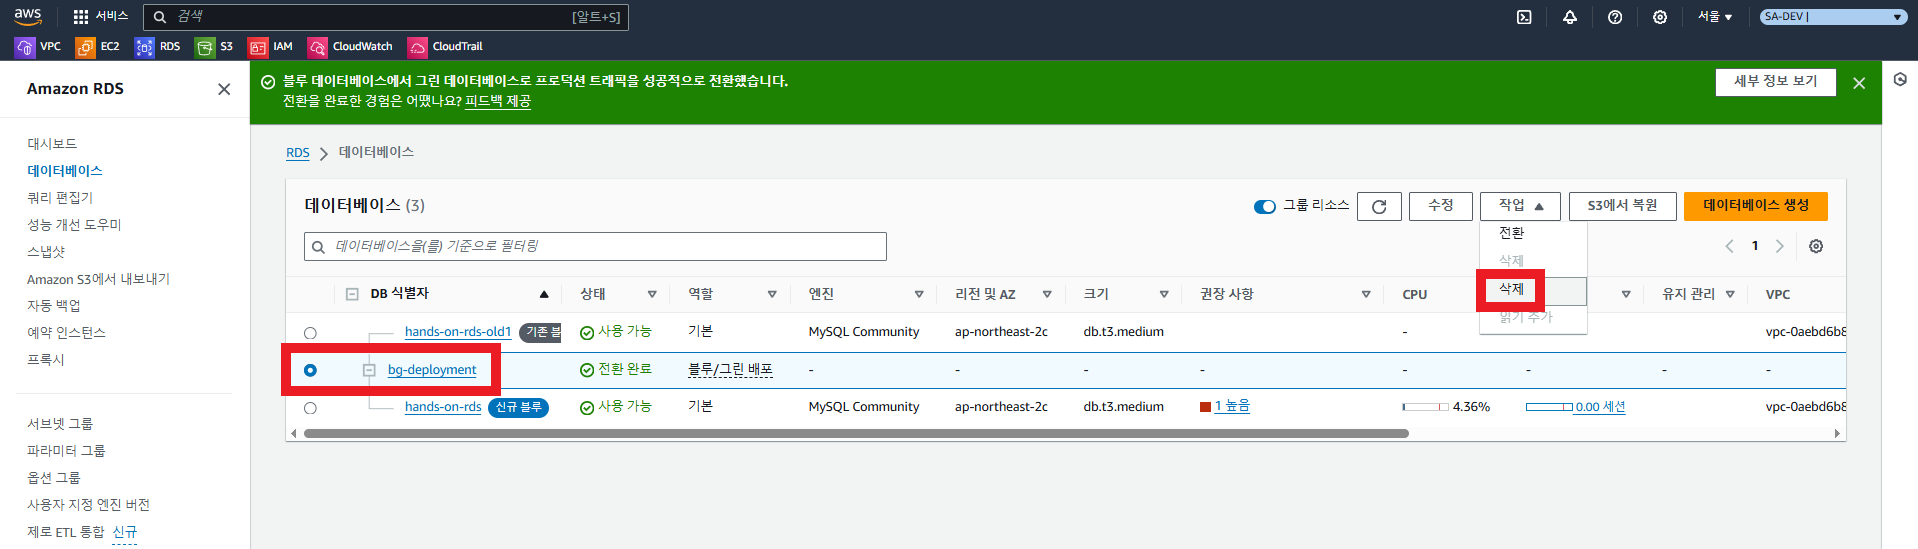 aws 서비스 검색 [알트+S] 서울 ▼ SA-DEV |
VPC EC2 RDS S3 IAM CloudWatch CloudTrail
Amazon RDS
대시보드
데이터베이스
쿼리 편집기
성능 개선 도우미
스냅샷
Amazon S3에서 내보내기
자동 백업
예약 인스턴스
프록시
서브넷 그룹
파라미터 그룹
옵션 그룹
사용자 지정 엔진 버전
제로 ETL 통합 신규
블루 데이터베이스에서 그린 데이터베이스로 프로덕션 트래픽을 성공적으로 전환했습니다.
전환을 완료한 경험은 어땠나요? 피드백 제공
세부 정보 보기
RDS > 데이터베이스
데이터베이스 (3)
그룹 리소스 수정 작업 ▲ S3에서 복원 데이터베이스 생성
데이터베이스을(를) 기준으로 필터링
1
전환
삭제
삭제
읽기 추가
DB 식별자 상태 역할 엔진 리전 및 AZ 크기 권장 사항 CPU 유지 관리 VPC
hands-on-rds-old1 기존 블 사용 가능 기본 MySQL Community ap-northeast-2c db.t3.medium - - vpc-0aebd6b8
bg-deployment 전환 완료 블루/그린 배포 - - - - - - - -
hands-on-rds 신규 블루 사용 가능 기본 MySQL Community ap-northeast-2c db.t3.medium 1 높음 4.36% 0.00 세션 vpc-0aebd6b8